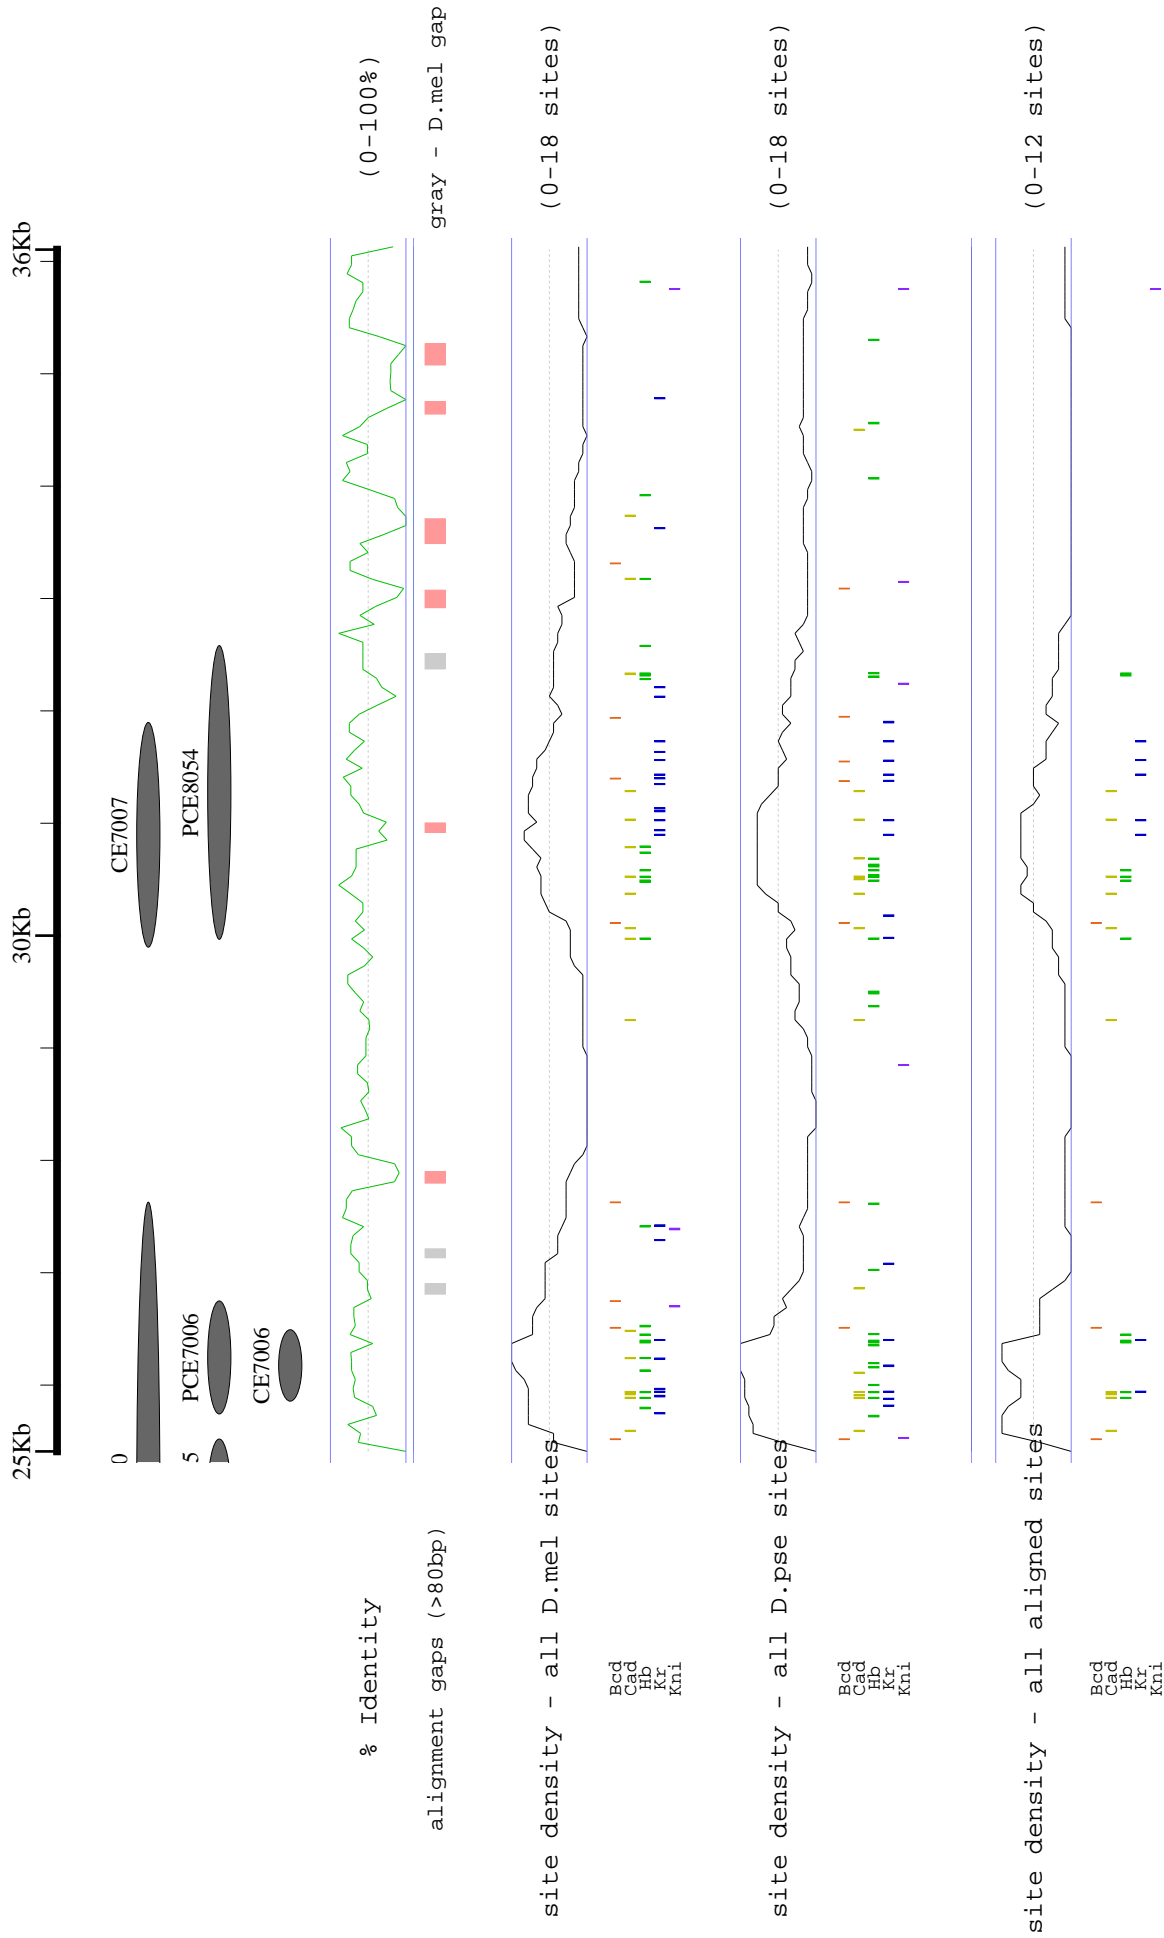 25Kb 30Kb 36Kb
0 CE7007
5 PCE7006 PCE8054
CE7006
% Identity (0-100%)
alignment gaps (>80bp) gray - D.mel gap
site density - all D.mel sites (0-18 sites)
Bcd
Cad
Hb
Kr
Kni
site density - all D.pse sites (0-18 sites)
Bcd
Cad
Hb
Kr
Kni
site density - all aligned sites (0-12 sites)
Bcd
Cad
Hb
Kr
Kni